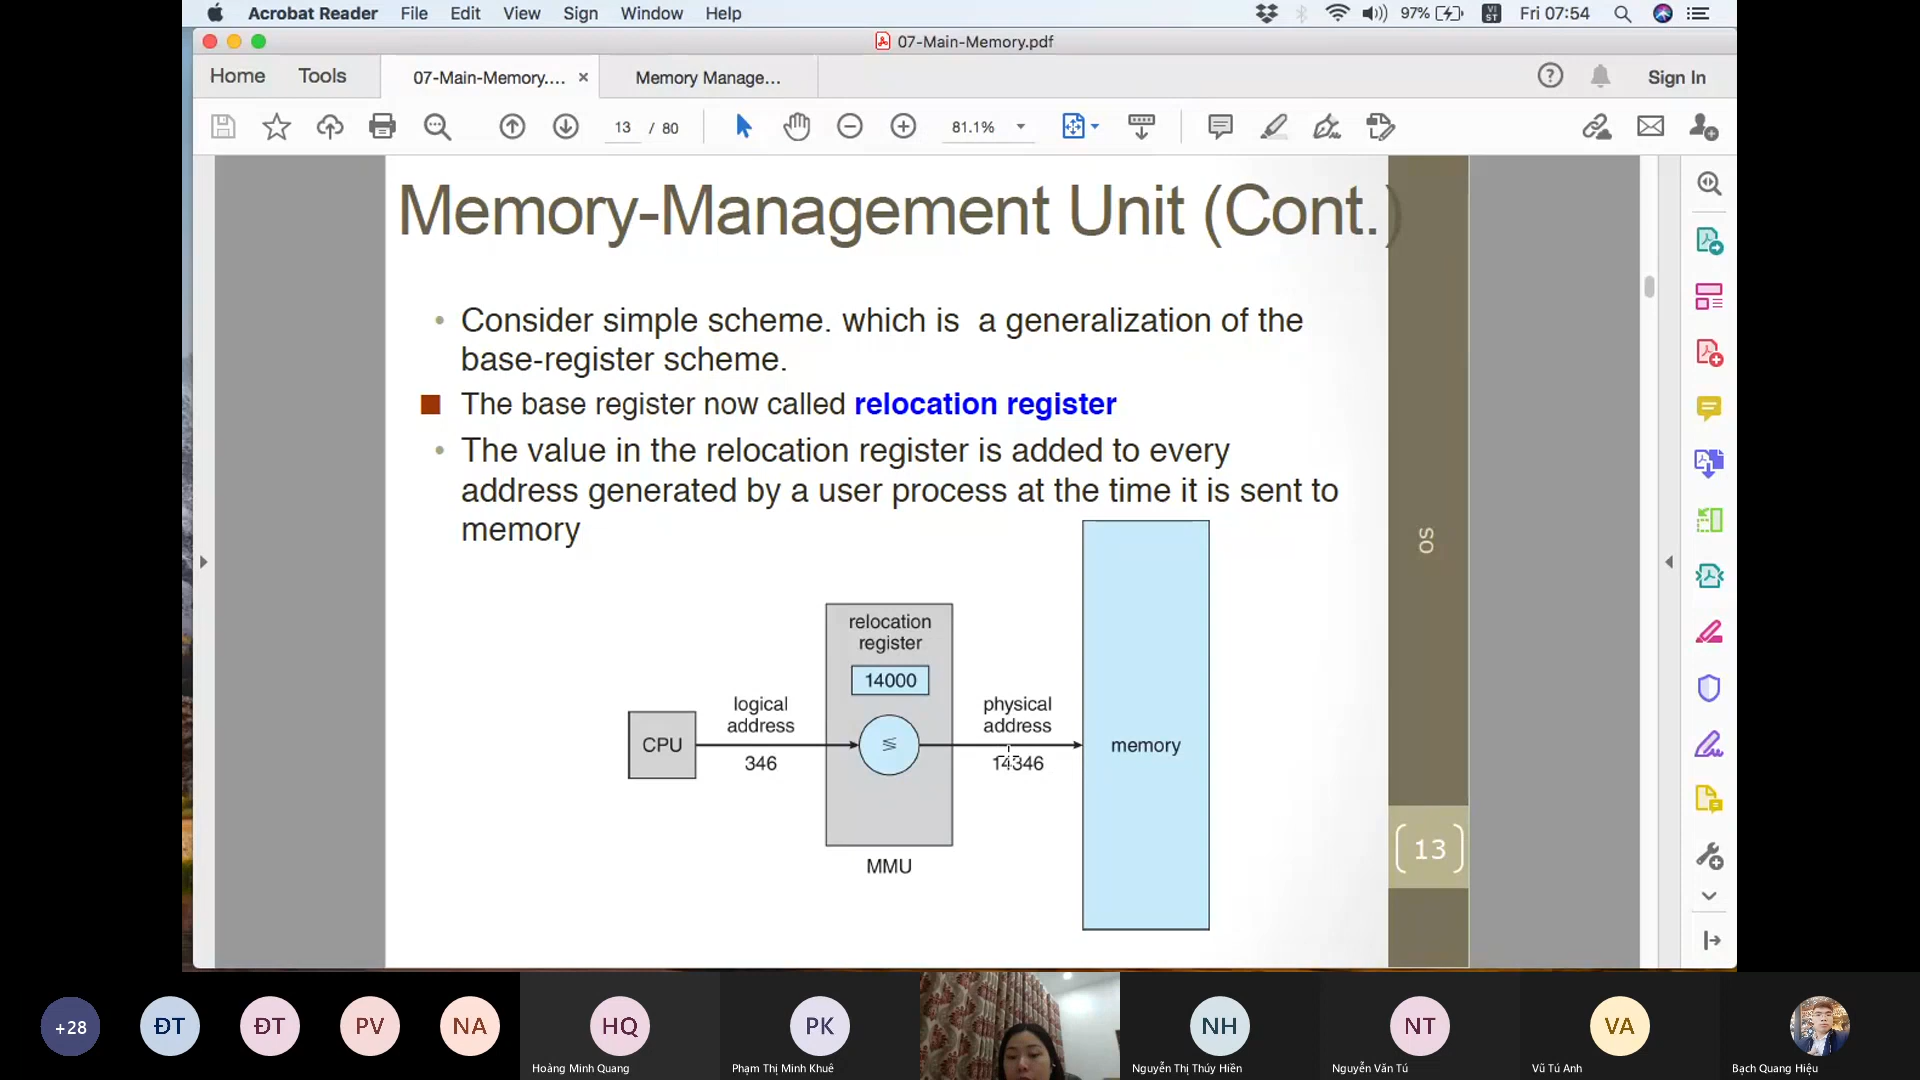 Acrobat Reader File Edit View Sign Window Help 97% VI ST Fri 07:54
07-Main-Memory.pdf
Home Tools 07-Main-Memory.... × Memory Manage... ? Sign In
13 / 80 81.1%
Memory-Management Unit (Cont.)
• Consider simple scheme. which is a generalization of the
base-register scheme.
■ The base register now called relocation register
• The value in the relocation register is added to every
address generated by a user process at the time it is sent to
memory
OS
relocation
register
14000
logical
address
physical
address
CPU
≶
memory
346
14346
MMU
13
+28 ĐT ĐT PV NA HQ PK NH NT VA
Hoàng Minh Quang Phạm Thị Minh Khuê Nguyễn Thị Thúy Hiền Nguyễn Văn Tú Vũ Tú Anh Bạch Quang Hiệu